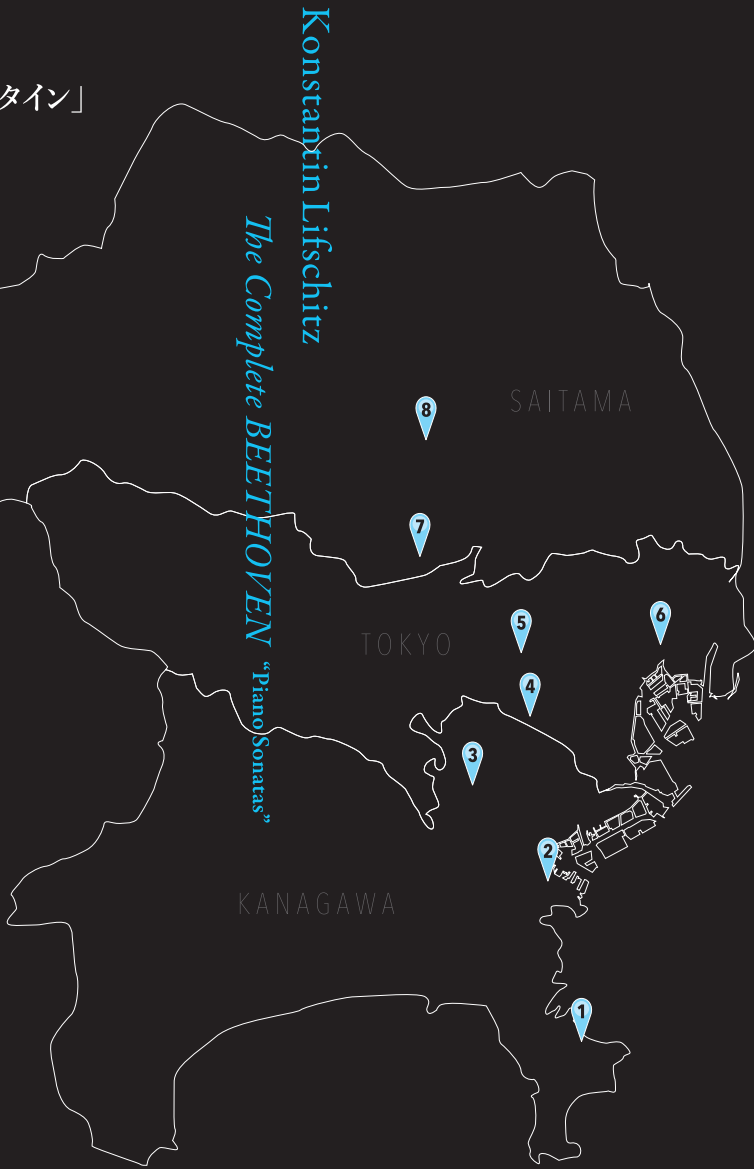 タイン」
Konstantin Lifschitz
The Complete BEETHOVEN "Piano Sonatas"
SAITAMA
8
7
6
5
TOKYO
4
3
2
KANAGAWA
1